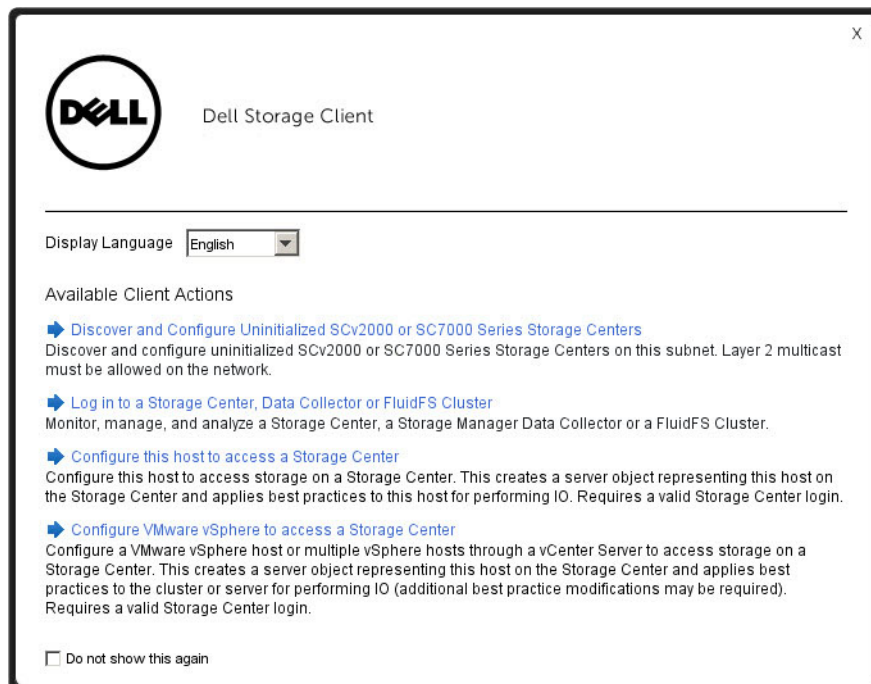 X
DELL
Dell Storage Client
Display Language English
Available Client Actions
Discover and Configure Uninitialized SCv2000 or SC7000 Series Storage Centers
Discover and configure uninitialized SCv2000 or SC7000 Series Storage Centers on this subnet. Layer 2 multicast
must be allowed on the network.
Log in to a Storage Center, Data Collector or FluidFS Cluster
Monitor, manage, and analyze a Storage Center, a Storage Manager Data Collector or a FluidFS Cluster.
Configure this host to access a Storage Center
Configure this host to access storage on a Storage Center. This creates a server object representing this host on
the Storage Center and applies best practices to this host for performing IO. Requires a valid Storage Center login.
Configure VMware vSphere to access a Storage Center
Configure a VMware vSphere host or multiple vSphere hosts through a vCenter Server to access storage on a
Storage Center. This creates a server object representing this host on the Storage Center and applies best
practices to the cluster or server for performing IO (additional best practice modifications may be required).
Requires a valid Storage Center login.
Do not show this again